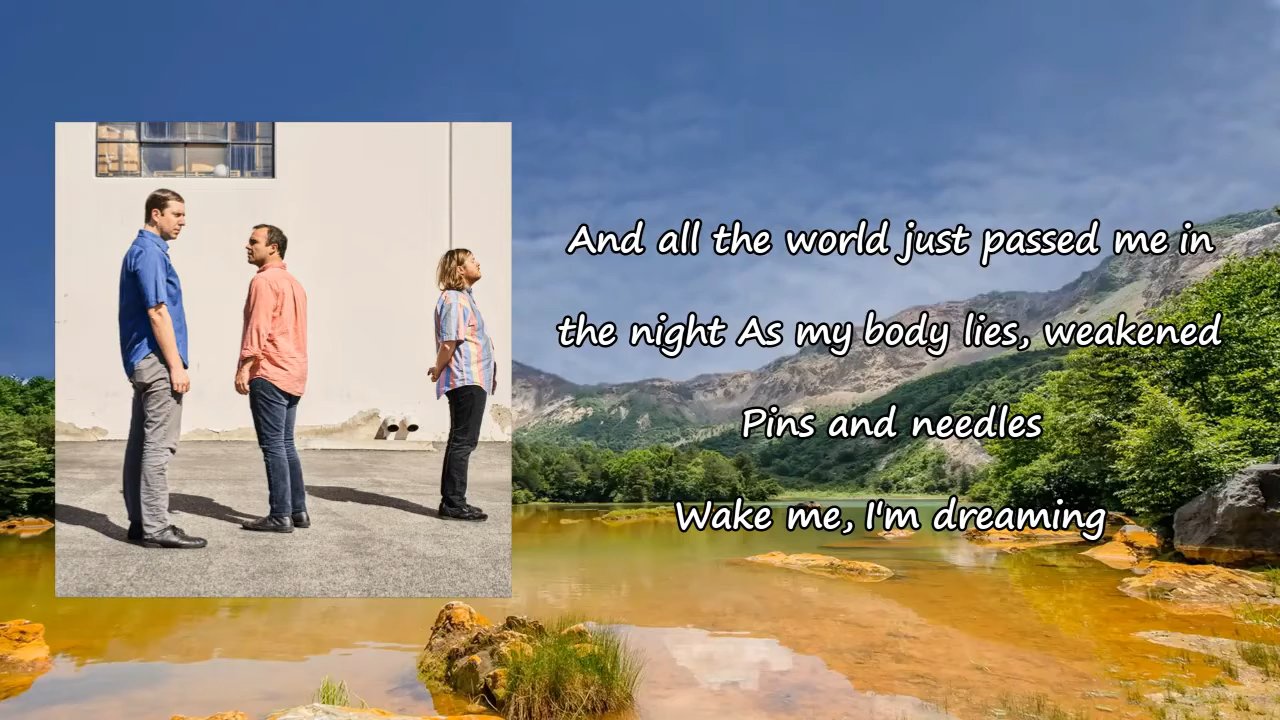 And all the world just passed me in
the night As my body lies, weakened
Pins and needles
Wake me, I'm dreaming